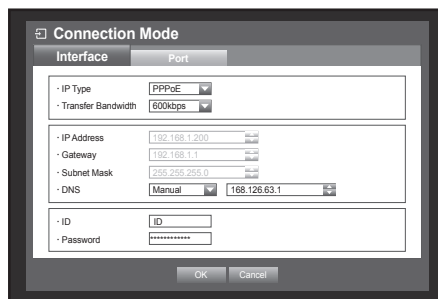 Connection Mode
Interface Port
· IP Type PPPoE
· Transfer Bandwidth 600kbps
· IP Address 192.168.1.200
· Gateway 192.168.1.1
· Subnet Mask 255.255.255.0
· DNS Manual 168.126.63.1
· ID ID
· Password ************
OK Cancel